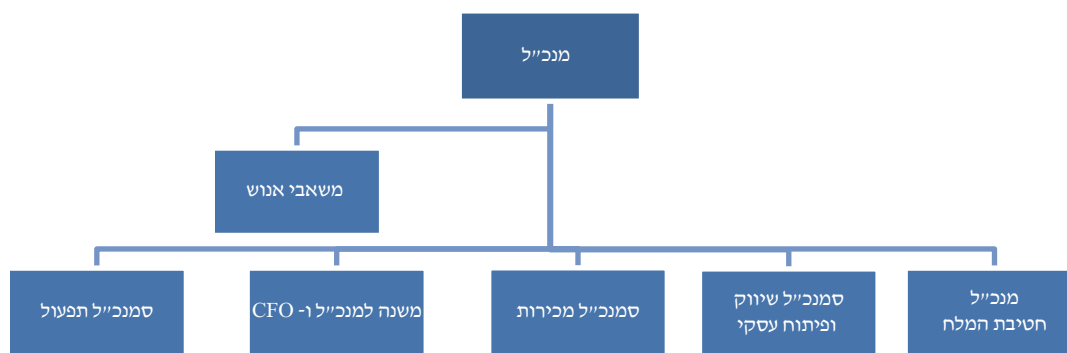 מנכ״ל
משאבי אנוש
מנכ״ל
חטיבת המלח
סמנכ״ל שיווק
ופיתוח עסקי
סמנכ״ל מכירות
משנה למנכ״ל ו- CFO
סמנכ״ל תפעול